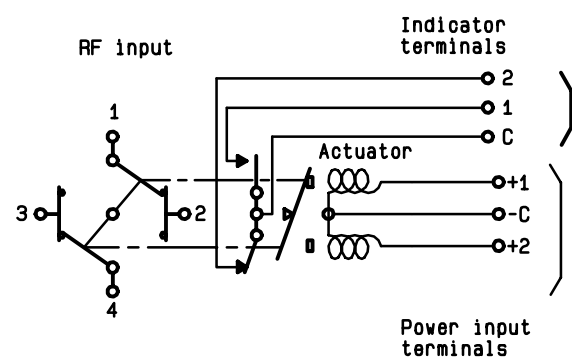 Indicator
terminals
RF input
2
1
C
1
Actuator
+1
3
2
-C
+2
4
Power input
terminals